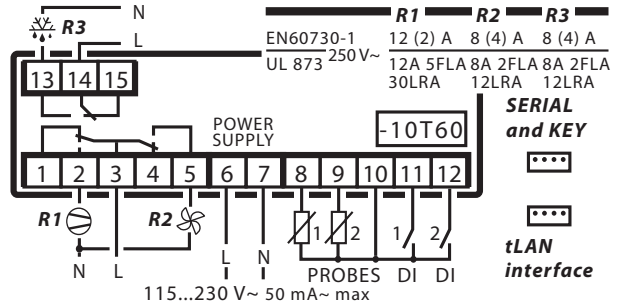 N
R3
L
13 14 15
R1 R2 R3
EN60730-1 250 V~ 12 (2) A 8 (4) A 8 (4) A
UL 873 12A 5FLA 8A 2FLA 8A 2FLA
30LRA 12LRA 12LRA
SERIAL
and KEY
POWER
SUPPLY
-10T60
1 2 3 4 5 6 7 8 9 10 11 12
R1 R2
1 2 1 2
N L L N
PROBES DI DI
115...230 V~ 50 mA~ max
tLAN
interface